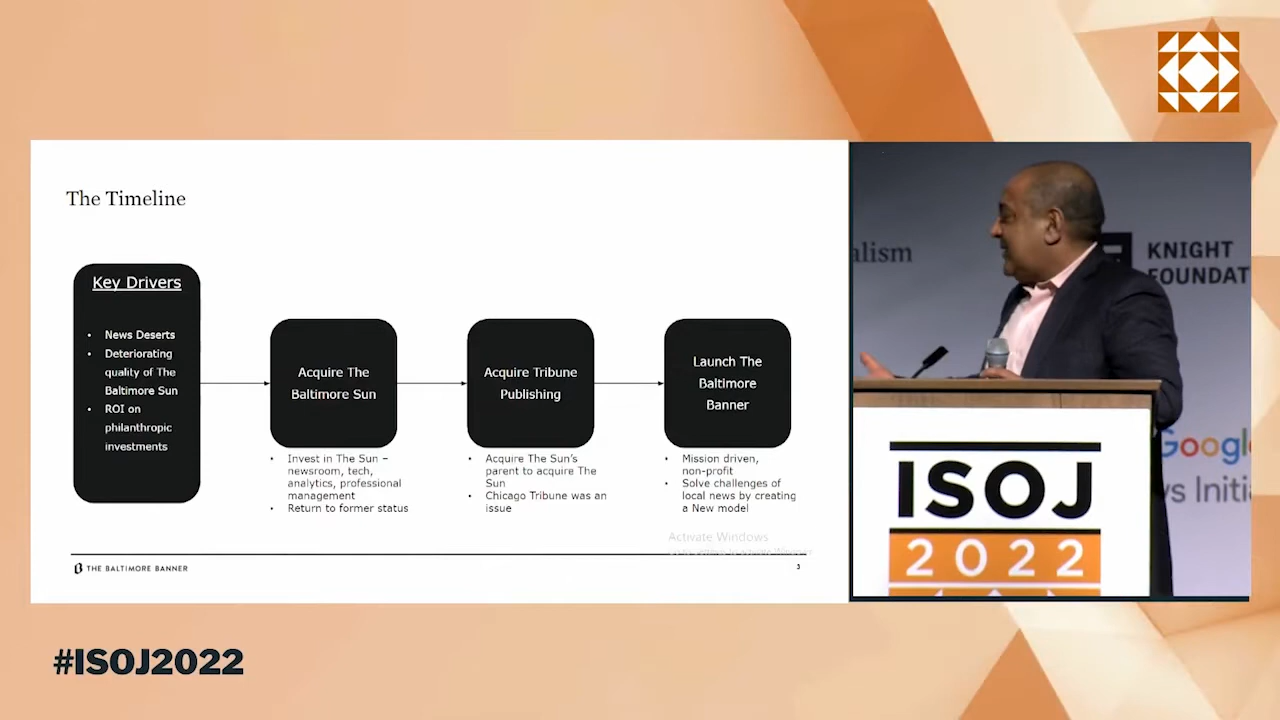 The Timeline
Key Drivers
• News Deserts
• Deteriorating
quality of The
Baltimore Sun
• ROI on
philanthropic
investments
Acquire The
Baltimore Sun
• Invest in The Sun –
newsroom, tech,
analytics, professional
management
• Return to former status
Acquire Tribune
Publishing
• Acquire The Sun's
parent to acquire The
Sun
• Chicago Tribune was an
issue
Launch The
Baltimore
Banner
• Mission driven,
non-profit
• Solve challenges of
local news by creating
a New model
Activate Windows
THE BALTIMORE BANNER
3
alism
KNIGHT
FOUNDAT
Google
ws Initia
ISOJ
2022
#ISOJ2022